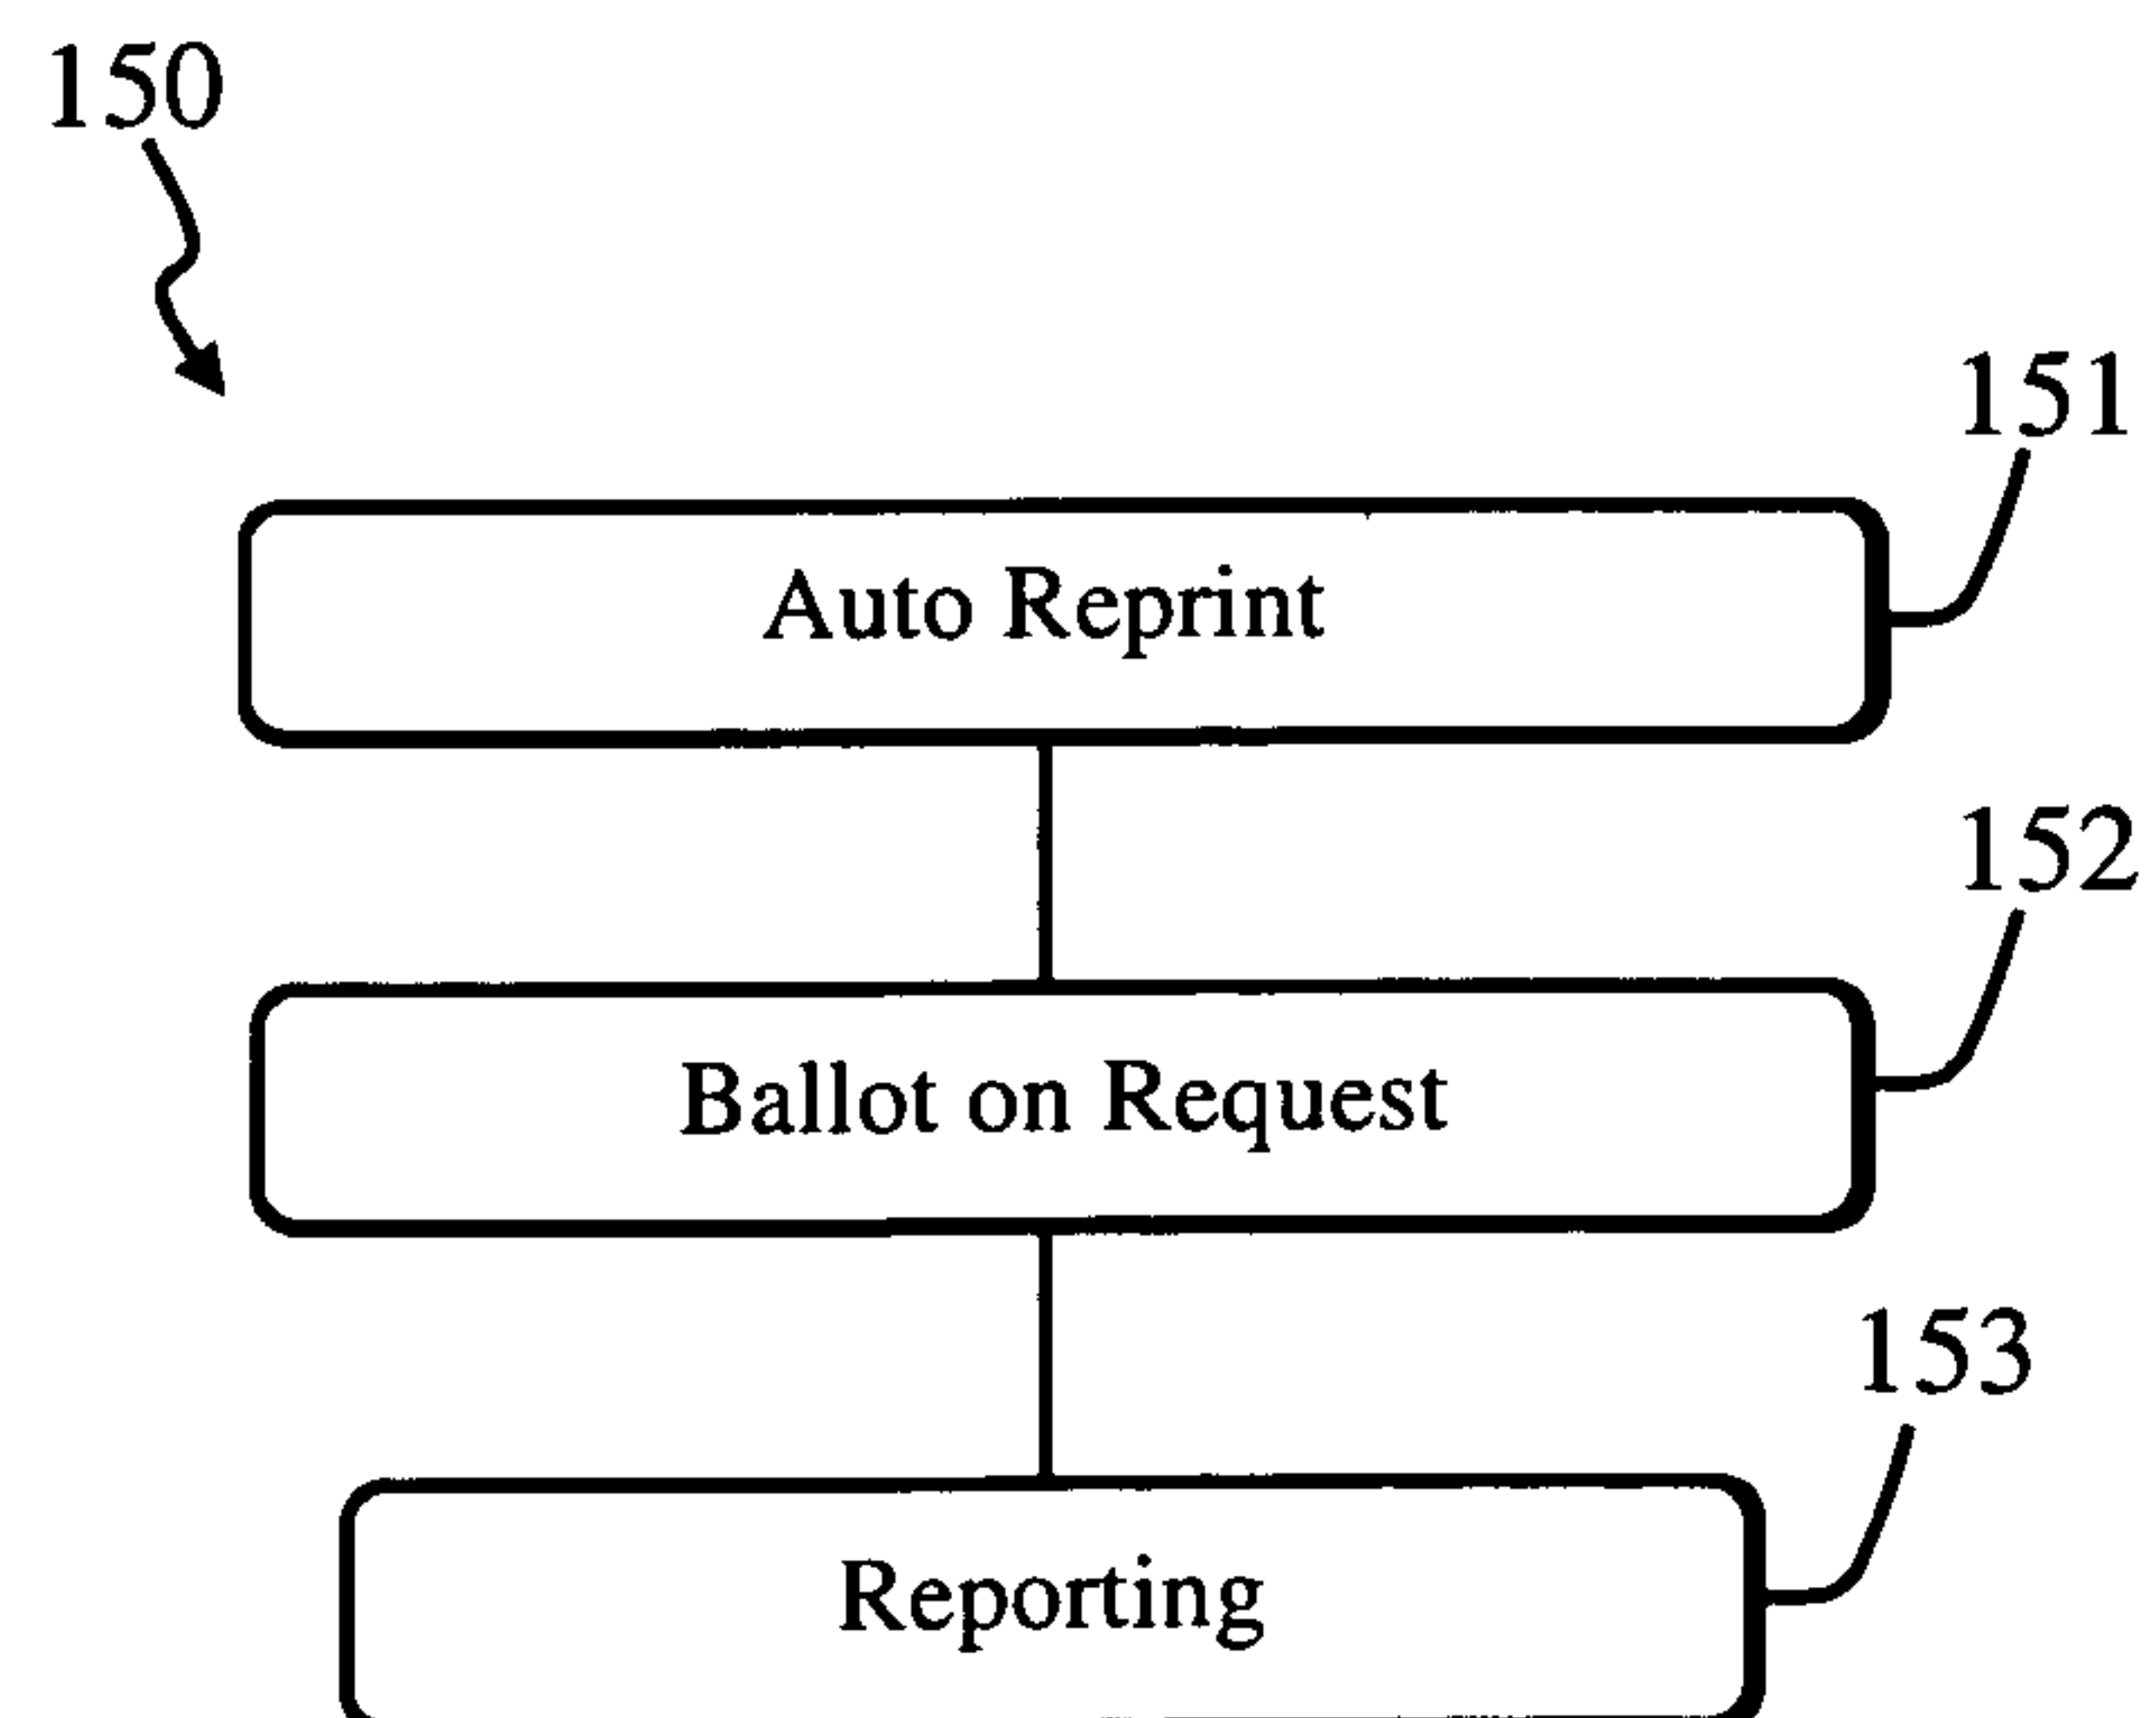 150
151
Auto Reprint
152
Ballot on Request
153
Reporting